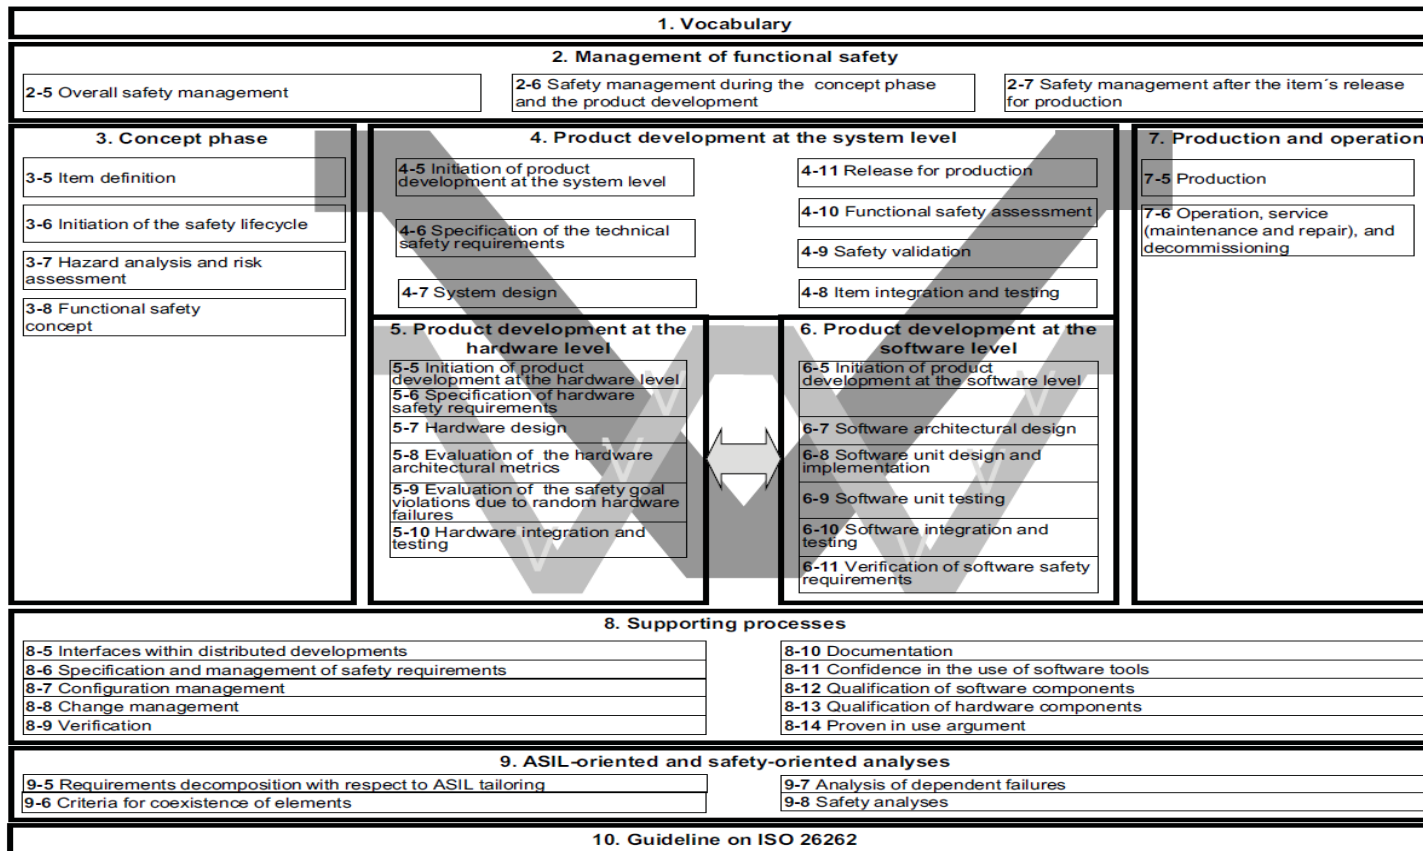 1. Vocabulary
2. Management of functional safety
2-5 Overall safety management
2-6 Safety management during the concept phase
and the product development
2-7 Safety management after the item´s release
for production
3. Concept phase
3-5 Item definition
3-6 Initiation of the safety lifecycle
3-7 Hazard analysis and risk
assessment
3-8 Functional safety
concept
4. Product development at the system level
4-5 Initiation of product
development at the system level
4-6 Specification of the technical
safety requirements
4-7 System design
4-11 Release for production
4-10 Functional safety assessment
4-9 Safety validation
4-8 Item integration and testing
7. Production and operation
7-5 Production
7-6 Operation, service
(maintenance and repair), and
decommissioning
5. Product development at the
hardware level
5-5 Initiation of product
development at the hardware level
5-6 Specification of hardware
safety requirements
5-7 Hardware design
5-8 Evaluation of the hardware
architectural metrics
5-9 Evaluation of the safety goal
violations due to random hardware
failures
5-10 Hardware integration and
testing
6. Product development at the
software level
6-5 Initiation of product
development at the software level
6-7 Software architectural design
6-8 Software unit design and
implementation
6-9 Software unit testing
6-10 Software integration and
testing
6-11 Verification of software safety
requirements
8. Supporting processes
8-5 Interfaces within distributed developments
8-6 Specification and management of safety requirements
8-7 Configuration management
8-8 Change management
8-9 Verification
8-10 Documentation
8-11 Confidence in the use of software tools
8-12 Qualification of software components
8-13 Qualification of hardware components
8-14 Proven in use argument
9. ASIL-oriented and safety-oriented analyses
9-5 Requirements decomposition with respect to ASIL tailoring
9-6 Criteria for coexistence of elements
9-7 Analysis of dependent failures
9-8 Safety analyses
10. Guideline on ISO 26262